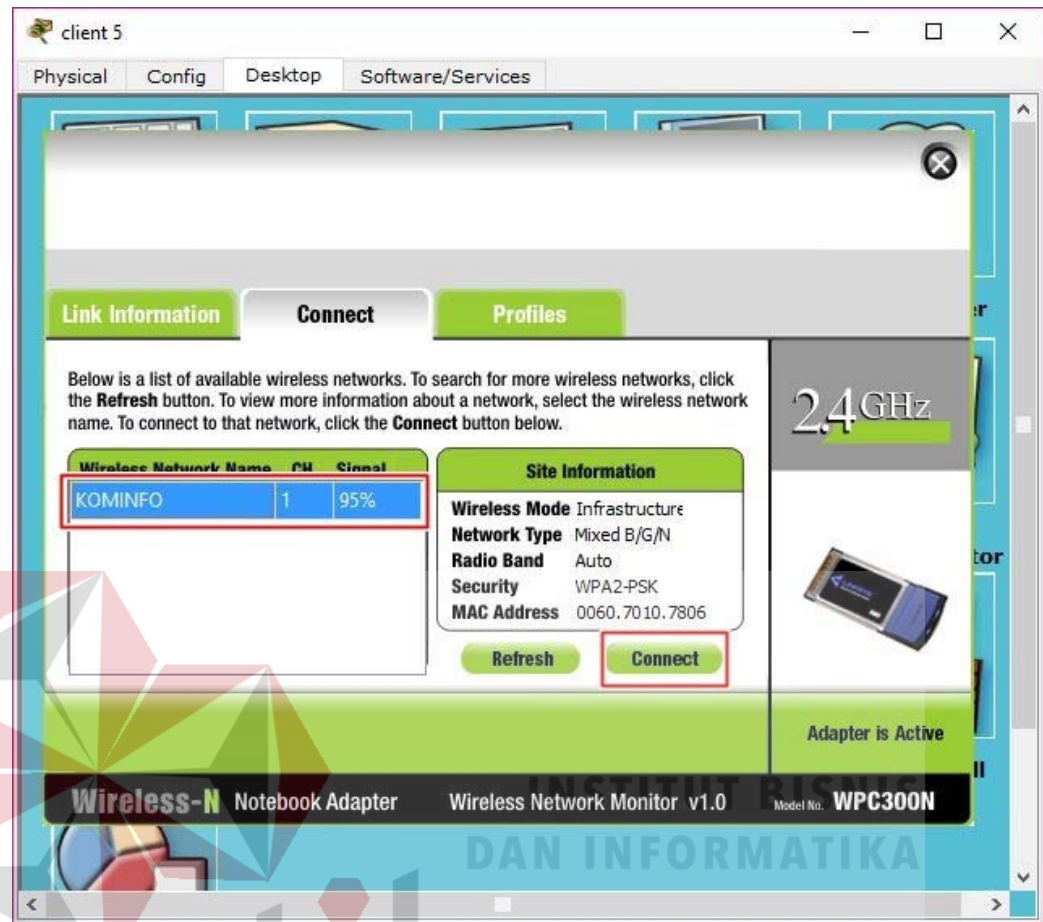 client 5
Physical Config Desktop Software/Services
Link Information Connect Profiles
Below is a list of available wireless networks. To search for more wireless networks, click
the Refresh button. To view more information about a network, select the wireless network
name. To connect to that network, click the Connect button below.
2.4GHz
Wireless Network Name CH Signal
KOMINFO 1 95%
Site Information
Wireless Mode Infrastructure
Network Type Mixed B/G/N
Radio Band Auto
Security WPA2-PSK
MAC Address 0060.7010.7806
Refresh Connect
Adapter is Active
Wireless-N Notebook Adapter Wireless Network Monitor v1.0 Model No. WPC300N
INSTITUT BISNIS
DAN INFORMATIKA